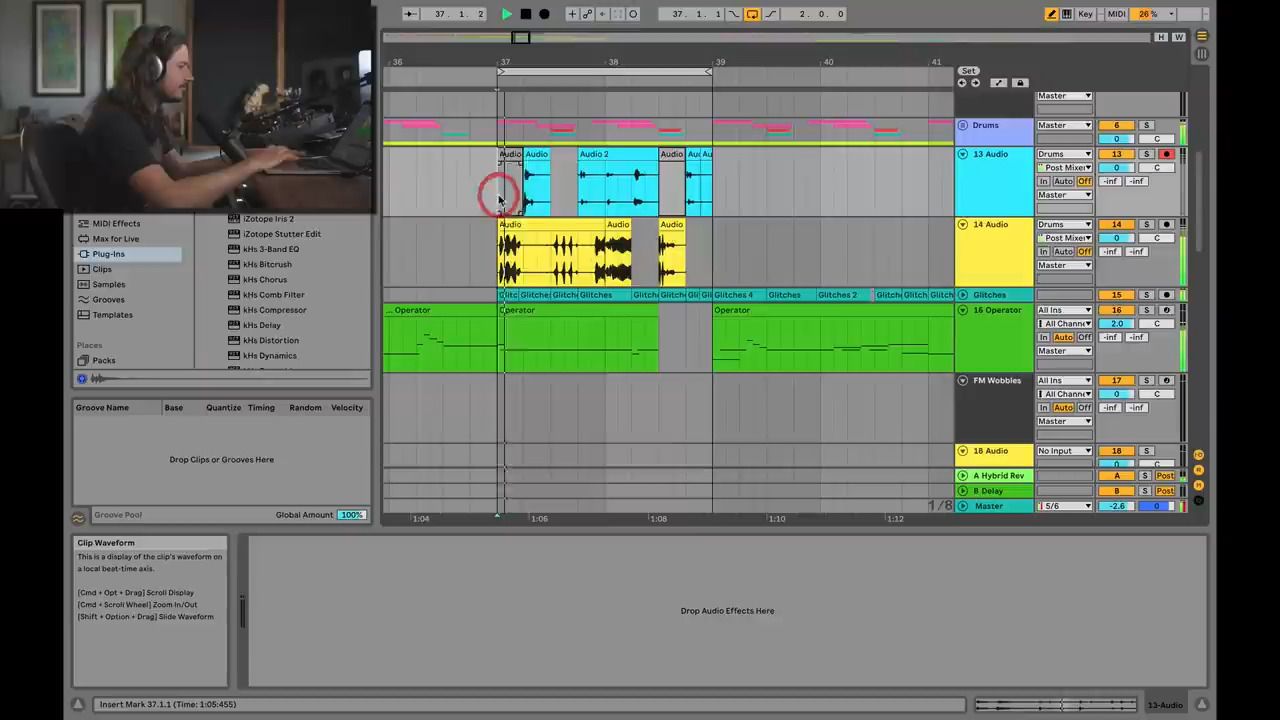 37. 1. 2
37. 1. 1
2. 0. 0
Key
MIDI
26 %
H W
36 37 38 39 40 41
Set
Master
Drums Master 6 S
0 C
Audio Audio Audio 2 Audio
13 Audio Drums 13 S
Post Mixer
In Auto Off -inf -inf
Master
Audio Audio Audio
14 Audio Drums 14 S
Post Mixe
0 C
In Auto Off -inf -inf
Master
Glitches Glitches Glitches 4 Glitches Glitches 2 Glitches 15 S
... Operator Operator Operator
16 Operator All Ins 16 S
All Chann 2.0 C
In Auto Off -inf -inf
Master
FM Wobbles All Ins 17 S
All Channe 0 C
In Auto Off -inf -inf
Master
18 Audio No Input 18 S
0 C
A Hybrid Rev A S Post
B Delay B S Post
1/8 Master 5/6 -2.6 0
1:04 1:06 1:08 1:10 1:12
MIDI Effects
Max for Live
Plug-Ins
Clips
Samples
Grooves
Templates
Places
Packs
iZotope Iris 2
iZotope Stutter Edit
kHs 3-Band EQ
kHs Bitcrush
kHs Chorus
kHs Comb Filter
kHs Compressor
kHs Delay
kHs Distortion
kHs Dynamics
Groove Name Base Quantize Timing Random Velocity
Drop Clips or Grooves Here
Groove Pool Global Amount 100%
Clip Waveform
This is a display of the clip's waveform on
a local beat-time axis.
[Cmd + Opt + Drag] Scroll Display
[Cmd + Scroll Wheel] Zoom In/Out
[Shift + Option + Drag] Slide Waveform
Drop Audio Effects Here
Insert Mark 37.1.1 (Time: 1:05:455)
13-Audio